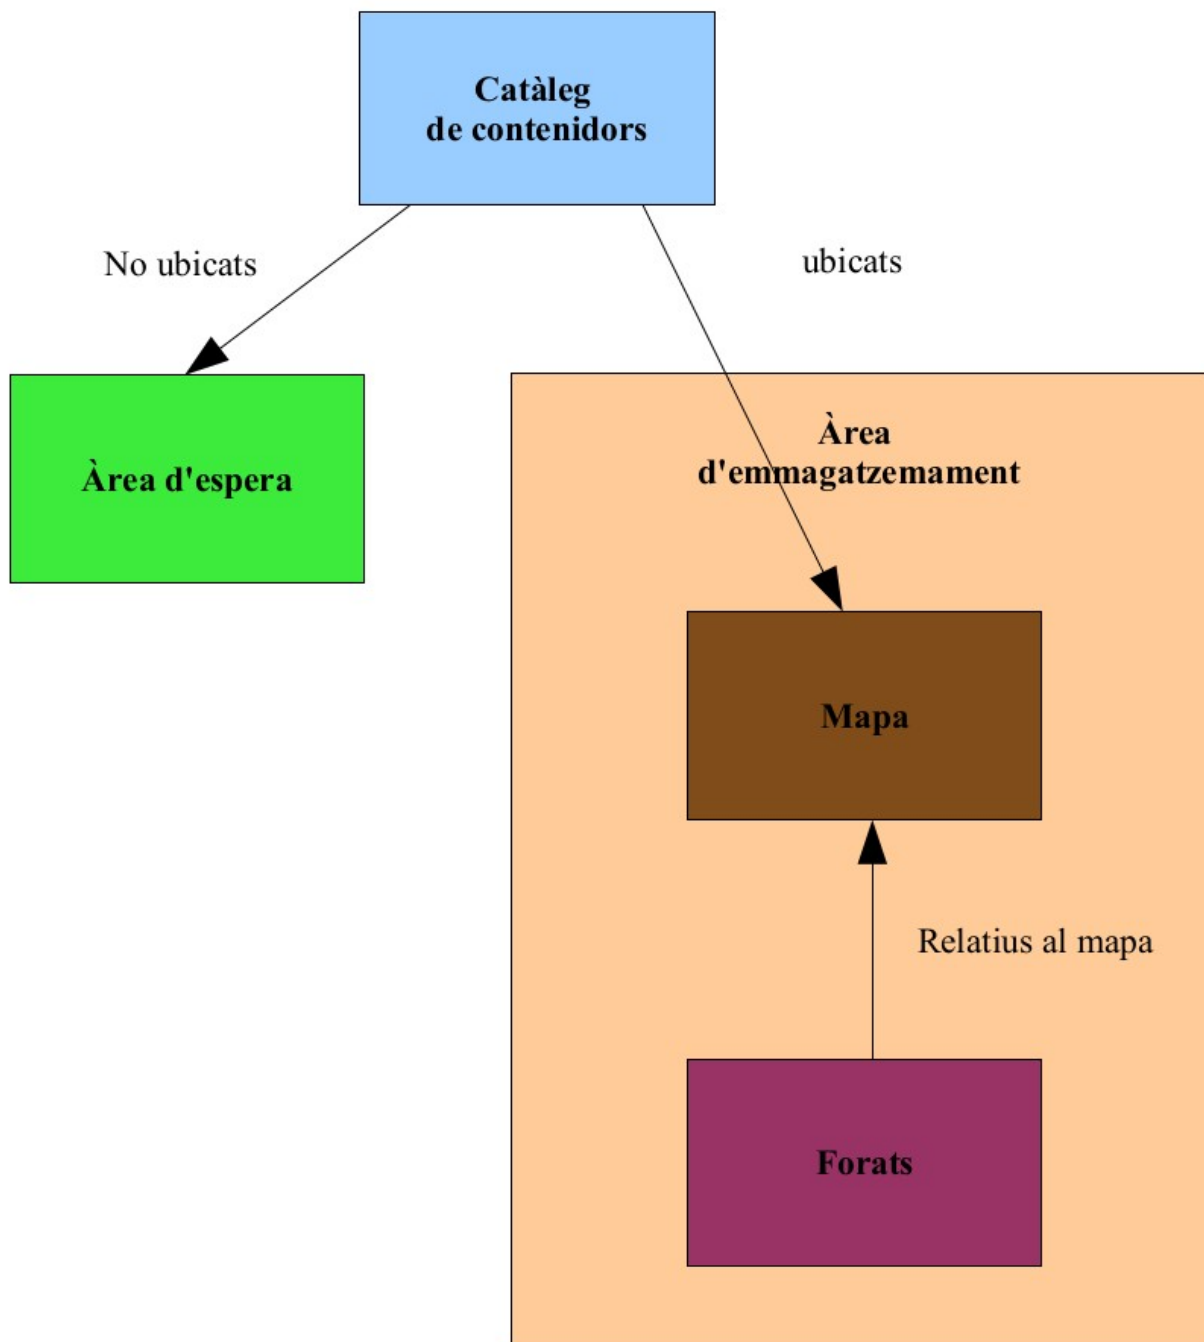 Catàleg
de contenidors
No ubicats
ubicats
Àrea d'espera
Àrea
d'emmagatzemament
Mapa
Relatius al mapa
Forats